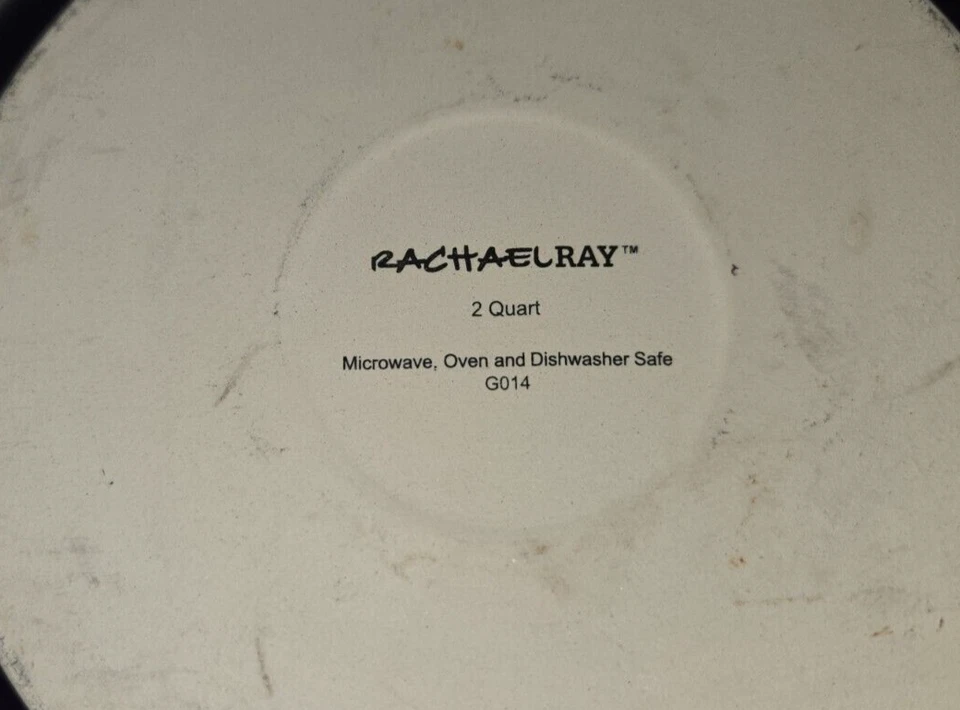 RACHAELRAY™
2 Quart
Microwave, Oven and Dishwasher Safe
G014